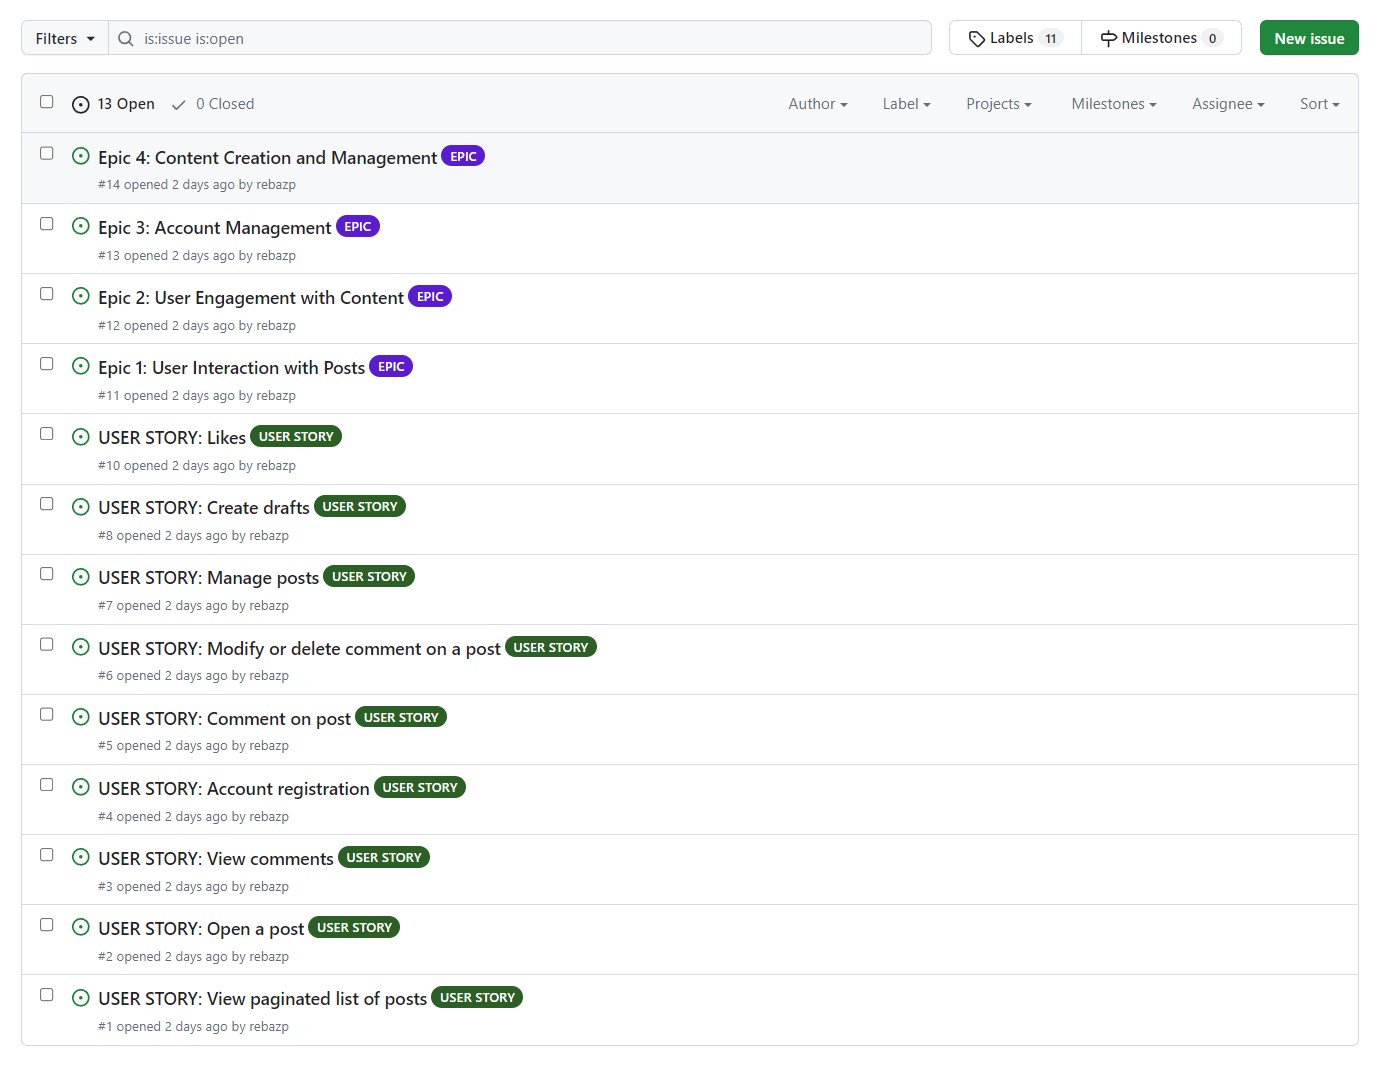 Filters is:issue is:open Labels 11 Milestones 0 New issue
13 Open 0 Closed Author Label Projects Milestones Assignee Sort
Epic 4: Content Creation and Management EPIC
#14 opened 2 days ago by rebazp
Epic 3: Account Management EPIC
#13 opened 2 days ago by rebazp
Epic 2: User Engagement with Content EPIC
#12 opened 2 days ago by rebazp
Epic 1: User Interaction with Posts EPIC
#11 opened 2 days ago by rebazp
USER STORY: Likes USER STORY
#10 opened 2 days ago by rebazp
USER STORY: Create drafts USER STORY
#8 opened 2 days ago by rebazp
USER STORY: Manage posts USER STORY
#7 opened 2 days ago by rebazp
USER STORY: Modify or delete comment on a post USER STORY
#6 opened 2 days ago by rebazp
USER STORY: Comment on post USER STORY
#5 opened 2 days ago by rebazp
USER STORY: Account registration USER STORY
#4 opened 2 days ago by rebazp
USER STORY: View comments USER STORY
#3 opened 2 days ago by rebazp
USER STORY: Open a post USER STORY
#2 opened 2 days ago by rebazp
USER STORY: View paginated list of posts USER STORY
#1 opened 2 days ago by rebazp